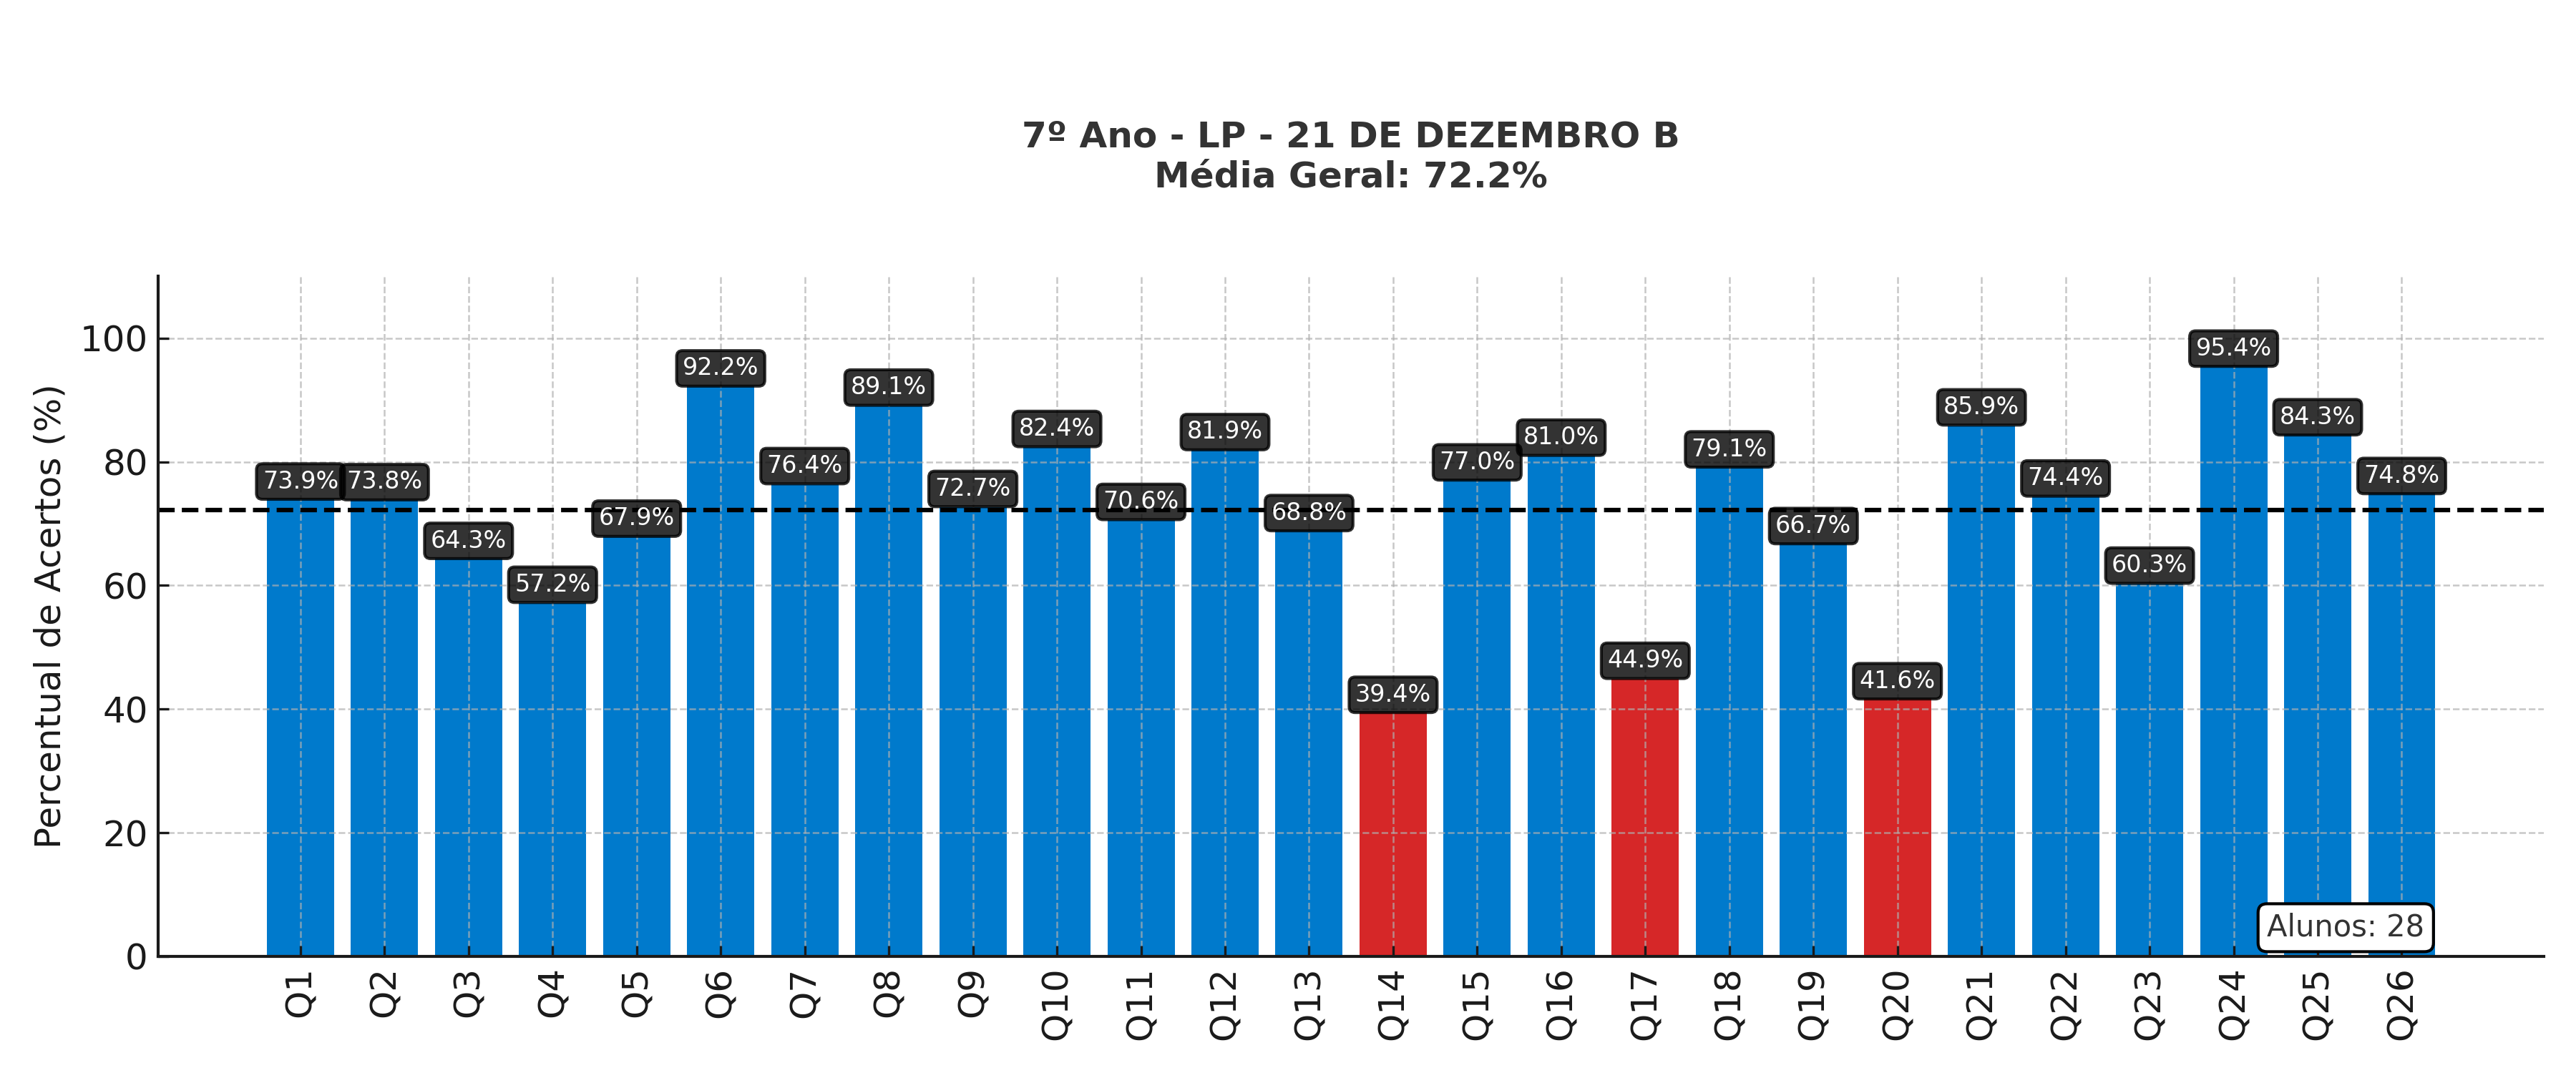 7º Ano - LP - 21 DE DEZEMBRO B
Média Geral: 72.2%
Percentual de Acertos (%)
100
80
60
40
20
0
73.9%
73.8%
64.3%
57.2%
67.9%
92.2%
76.4%
89.1%
72.7%
82.4%
70.6%
81.9%
68.8%
39.4%
77.0%
81.0%
44.9%
79.1%
66.7%
41.6%
85.9%
74.4%
60.3%
95.4%
84.3%
74.8%
Alunos: 28
Q1
Q2
Q3
Q4
Q5
Q6
Q7
Q8
Q9
Q10
Q11
Q12
Q13
Q14
Q15
Q16
Q17
Q18
Q19
Q20
Q21
Q22
Q23
Q24
Q25
Q26